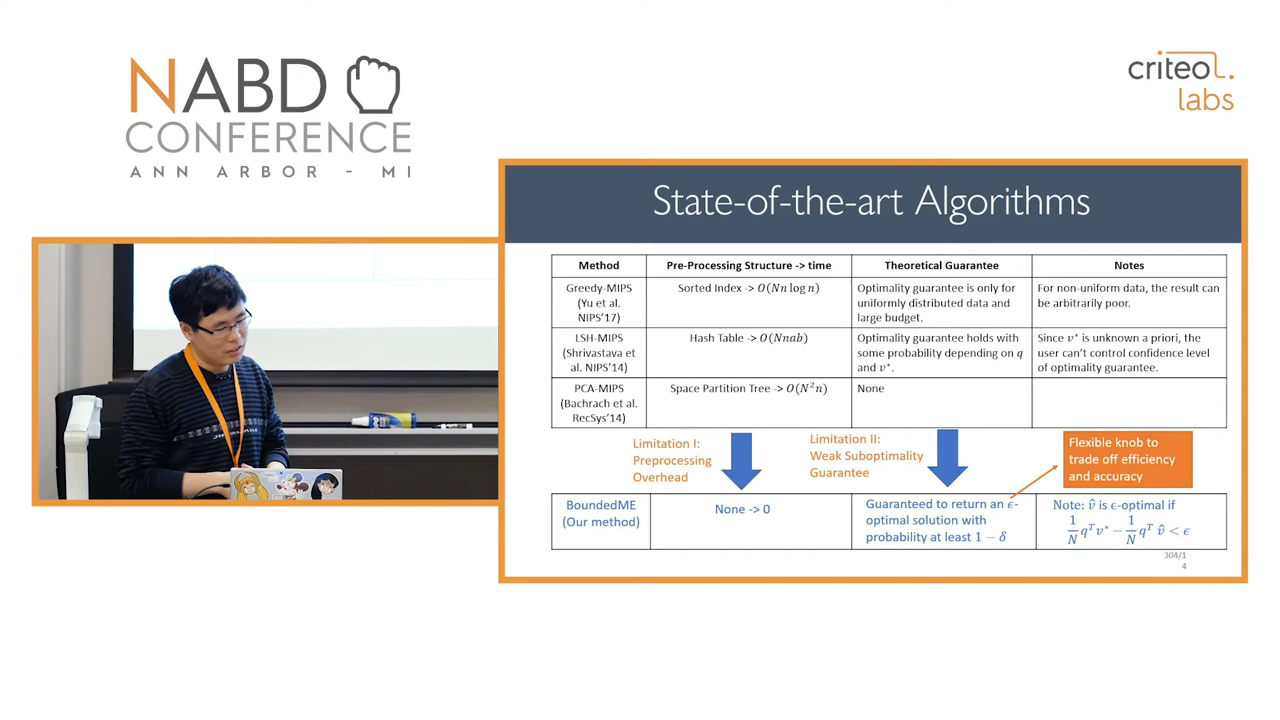 NABD
CONFERENCE
ANN ARBOR - MI
criteo.
labs
State-of-the-art Algorithms
Method Pre-Processing Structure -> time Theoretical Guarantee Notes
Greedy-MIPS
(Yu et al.
NIPS'17)
Sorted Index -> O(Nn log n)
Optimality guarantee is only for
uniformly distributed data and
large budget.
For non-uniform data, the result can
be arbitrarily poor.
LSH-MIPS
(Shrivastava et
al. NIPS'14)
Hash Table -> O(Nnab)
Optimality guarantee holds with
some probability depending on q
and v*.
Since v* is unknown a priori, the
user can't control confidence level
of optimality guarantee.
PCA-MIPS
(Bachrach et al.
RecSys'14)
Space Partition Tree -> O(N²n)
None
Limitation I:
Preprocessing
Overhead
Limitation II:
Weak Suboptimality
Guarantee
Flexible knob to
trade off efficiency
and accuracy
BoundedME
(Our method)
None -> 0
Guaranteed to return an ϵ-
optimal solution with
probability at least 1 − δ
Note: v̂ is ϵ-optimal if
1/N qᵀv* − 1/N qᵀ v̂ < ϵ
304/1
4